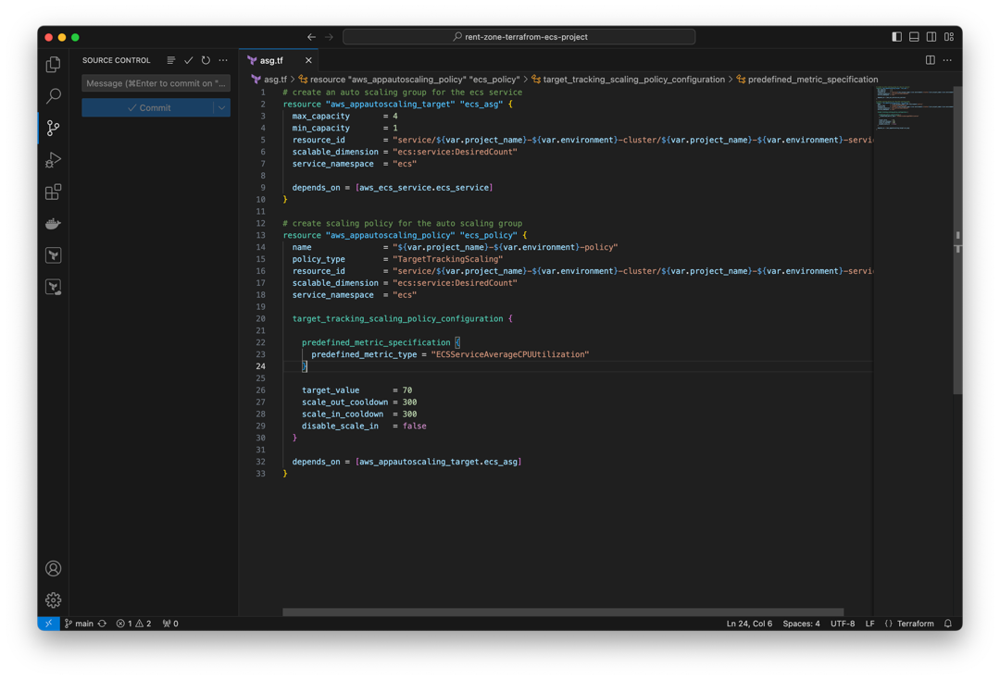 rent-zone-terrafrom-ecs-project
SOURCE CONTROL
Message (⌘Enter to commit on "...
Commit
asg.tf
asg.tf > resource "aws_appautoscaling_policy" "ecs_policy" > target_tracking_scaling_policy_configuration > predefined_metric_specification
1 # create an auto scaling group for the ecs service
2 resource "aws_appautoscaling_target" "ecs_asg" {
3   max_capacity       = 4
4   min_capacity       = 1
5   resource_id        = "service/${var.project_name}-${var.environment}-cluster/${var.project_name}-${var.environment}-servi
6   scalable_dimension = "ecs:service:DesiredCount"
7   service_namespace  = "ecs"
8
9   depends_on = [aws_ecs_service.ecs_service]
10 }
11
12 # create scaling policy for the auto scaling group
13 resource "aws_appautoscaling_policy" "ecs_policy" {
14   name               = "${var.project_name}-${var.environment}-policy"
15   policy_type        = "TargetTrackingScaling"
16   resource_id        = "service/${var.project_name}-${var.environment}-cluster/${var.project_name}-${var.environment}-servi
17   scalable_dimension = "ecs:service:DesiredCount"
18   service_namespace  = "ecs"
19
20   target_tracking_scaling_policy_configuration {
21
22     predefined_metric_specification {
23       predefined_metric_type = "ECSServiceAverageCPUUtilization"
24     }
25
26     target_value       = 70
27     scale_out_cooldown = 300
28     scale_in_cooldown  = 300
29     disable_scale_in   = false
30   }
31
32   depends_on = [aws_appautoscaling_target.ecs_asg]
33 }
main 1 2 0 Ln 24, Col 6 Spaces: 4 UTF-8 LF {} Terraform